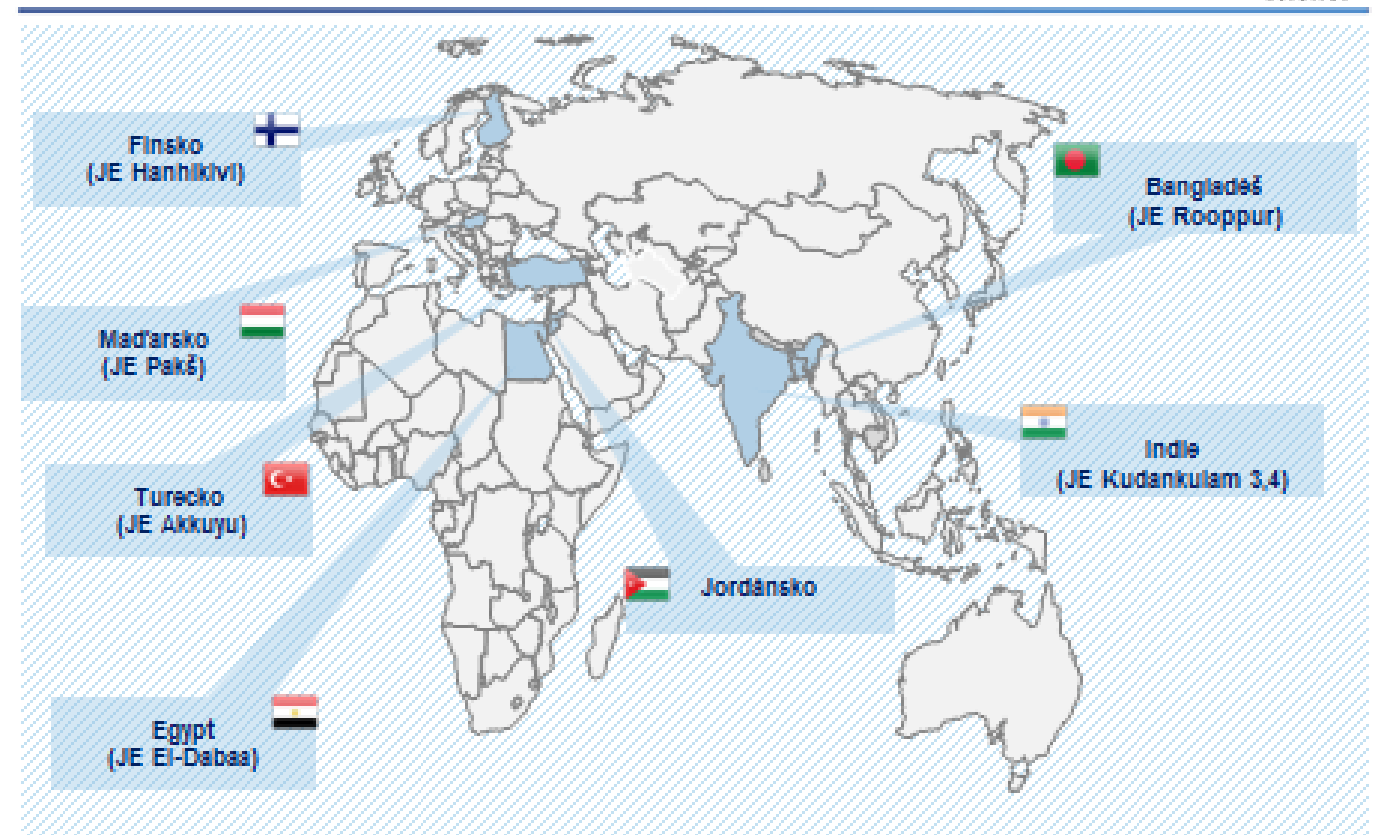 Finsko
(JE Hanhikivi)
Bangladéš
(JE Rooppur)
Maďarsko
(JE Pakš)
Indie
(JE Kudankulam 3,4)
Turecko
(JE Akkuyu)
Jordánsko
Egypt
(JE El-Dabaa)